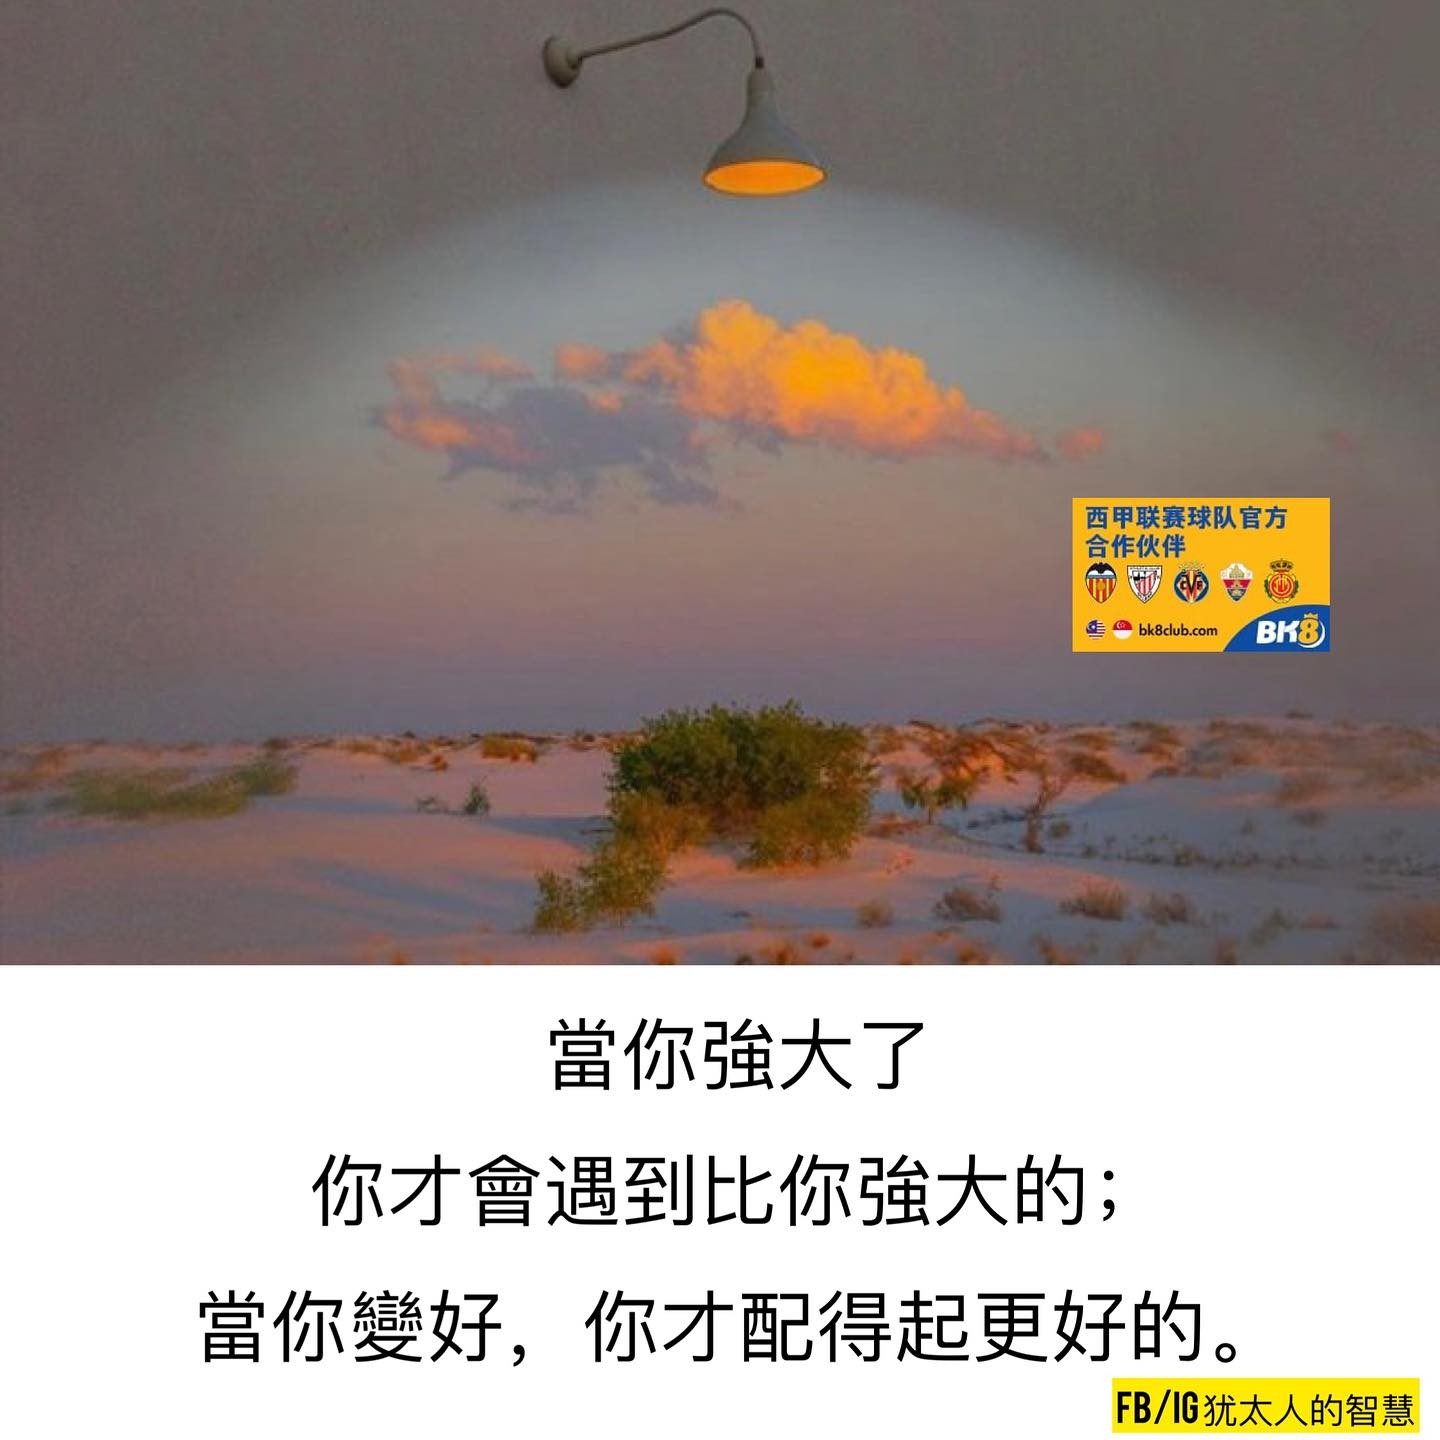 西甲联赛球队官方
合作伙伴
bk8club.com
BK8
當你強大了
你才會遇到比你強大的；
當你變好，你才配得起更好的。
FB/IG犹太人的智慧